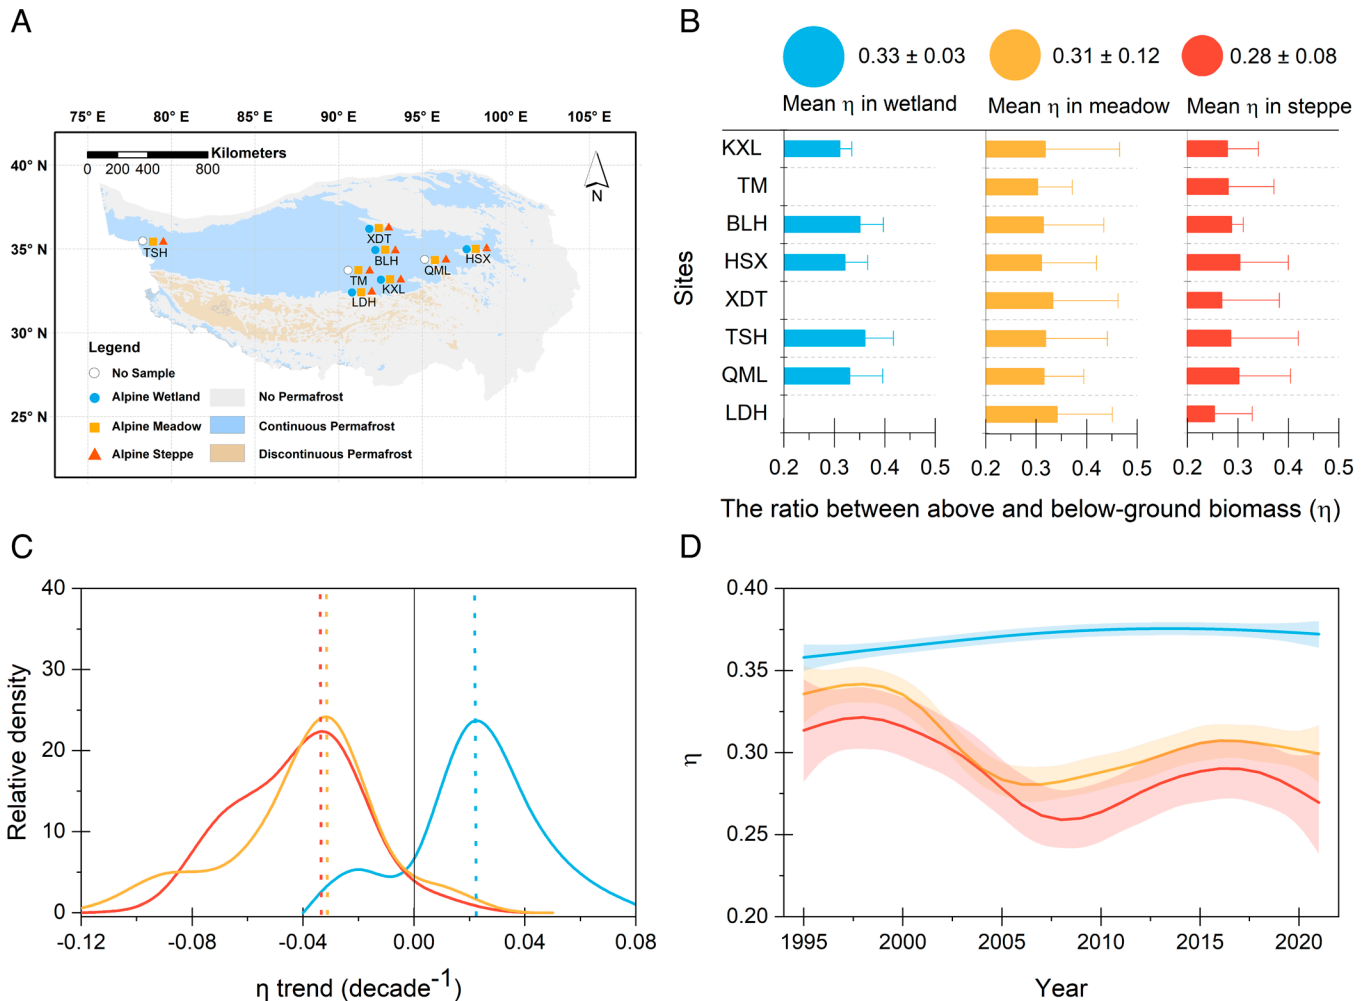 A
75° E 80° E 85° E 90° E 95° E 100° E 105° E
40° N
35° N
30° N
25° N
Kilometers
0 200 400 800
N
XDT
TSH
BLH
HSX
QML
TM
KXL
LDH
Legend
No Sample
Alpine Wetland No Permafrost
Alpine Meadow Continuous Permafrost
Alpine Steppe Discontinuous Permafrost
B
0.33 ± 0.03 0.31 ± 0.12 0.28 ± 0.08
Mean η in wetland Mean η in meadow Mean η in steppe
Sites
KXL
TM
BLH
HSX
XDT
TSH
QML
LDH
0.2 0.3 0.4 0.5 0.2 0.3 0.4 0.5 0.2 0.3 0.4 0.5
The ratio between above and below-ground biomass (η)
C
Relative density
40
30
20
10
0
-0.12 -0.08 -0.04 0.00 0.04 0.08
η trend (decade⁻¹)
D
η
0.40
0.35
0.30
0.25
0.20
1995 2000 2005 2010 2015 2020
Year